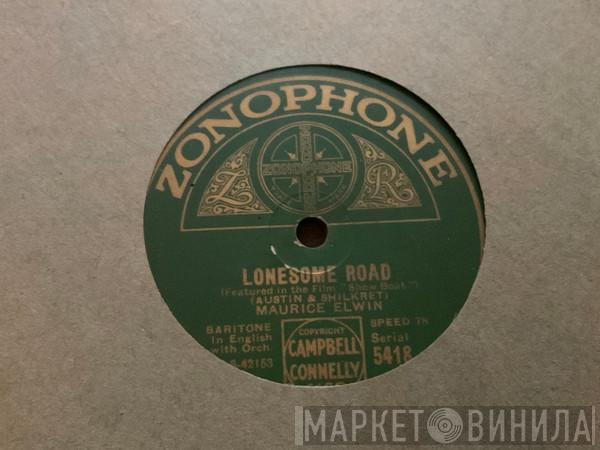 ZONOPHONE
Z R
ZONOPHONE
LONESOME ROAD
(Featured in the Film "Show Boat")
(AUSTIN & SHILKRET)
MAURICE ELWIN
BARITONE
In English
with Orch.
COPYRIGHT
CAMPBELL
CONNELLY
SPEED 78
Serial
5418
МАРКЕТ ВИНИЛА